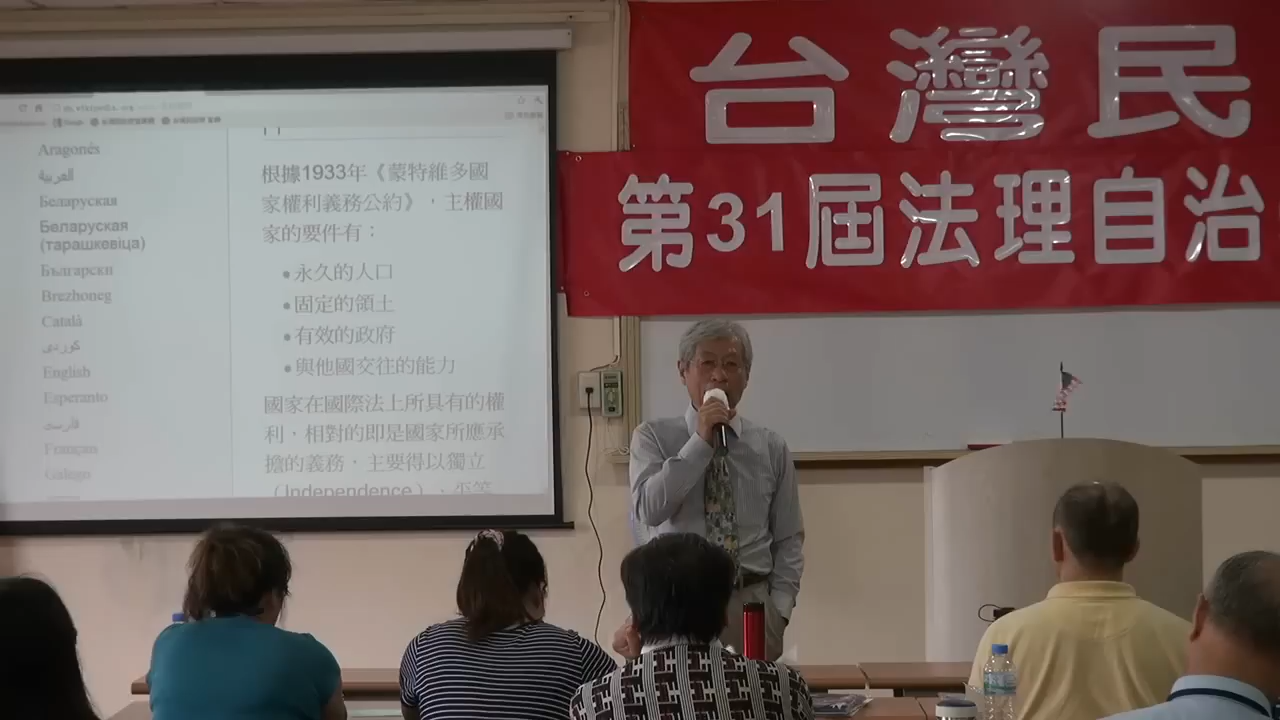 台灣民
第31屆法理自治
Aragonés
العربية
Беларуская
Беларуская
(тарашкевіца)
Български
Brezhoneg
Català
کوردی
English
Esperanto
فارسی
Français
Galego
根據1933年《蒙特維多國
家權利義務公約》，主權國
家的要件有：
•永久的人口
•固定的領土
•有效的政府
•與他國交往的能力
國家在國際法上所具有的權
利，相對的即是國家所應承
擔的義務，主要得以獨立
（Independence）、平等